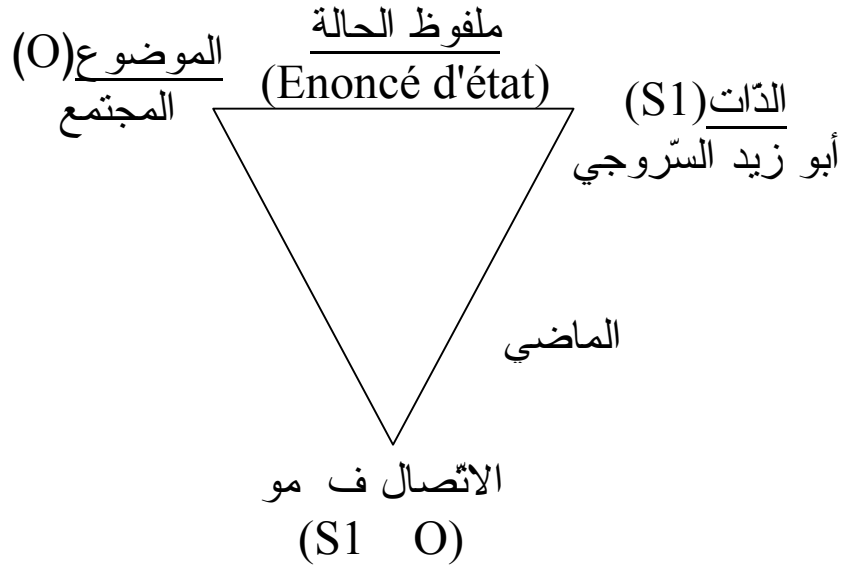 ملفوظ الحالة
(Enoncé d'état)
الذّات(S1)
أبو زيد السّروجي
الموضوع(O)
المجتمع
الماضي
الاتّصال ف مو
(S1 O)